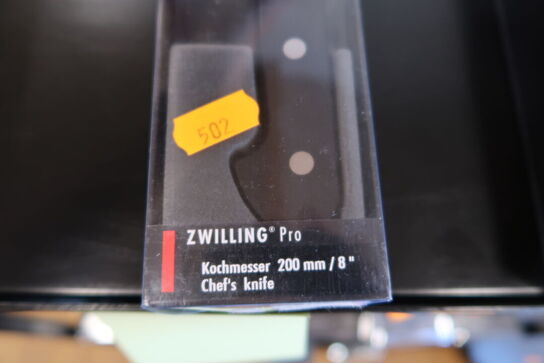 502
ZWILLING® Pro
Kochmesser 200 mm / 8"
Chef's knife